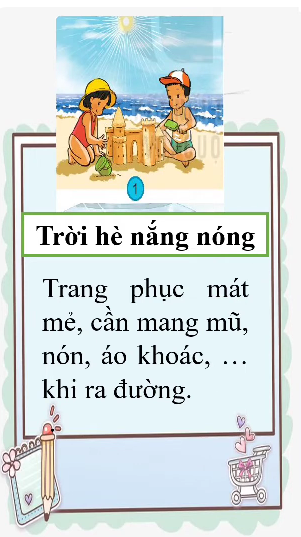 1
Trời hè nắng nóng
Trang phục mát
mẻ, cần mang mũ,
nón, áo khoác, …
khi ra đường.